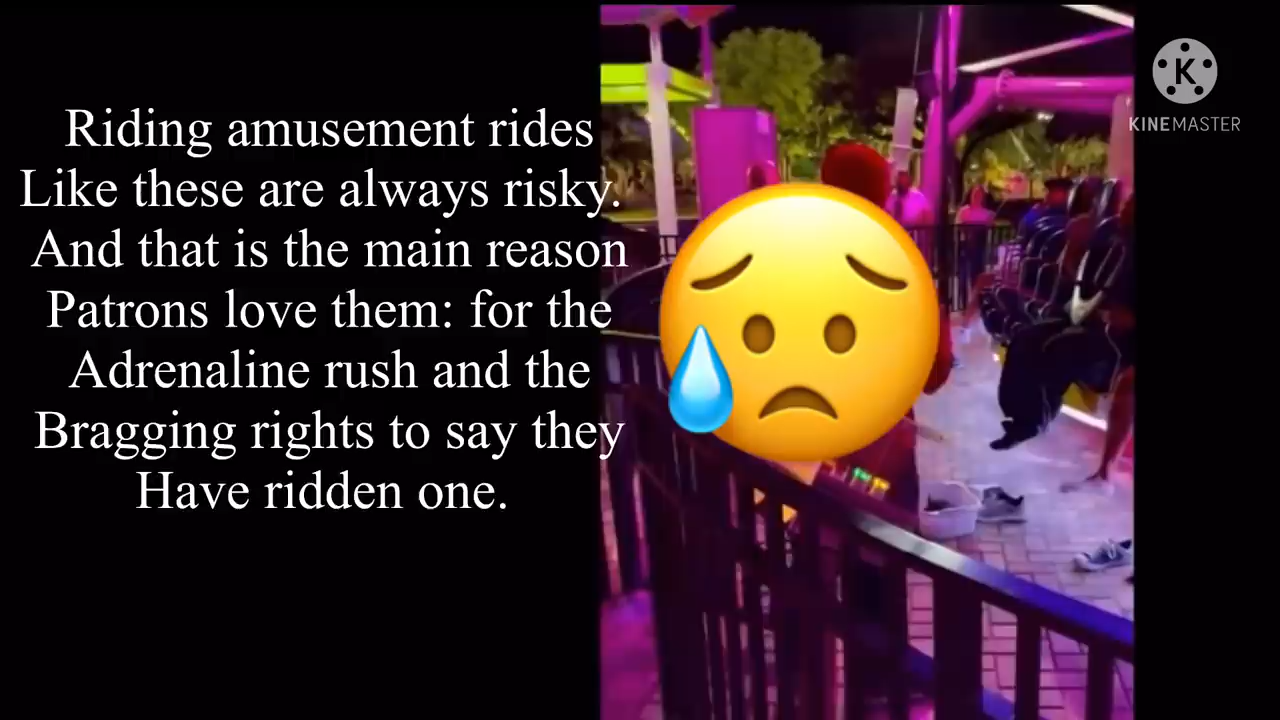 Riding amusement rides
Like these are always risky.
And that is the main reason
Patrons love them: for the
Adrenaline rush and the
Bragging rights to say they
Have ridden one.
K
KINEMASTER